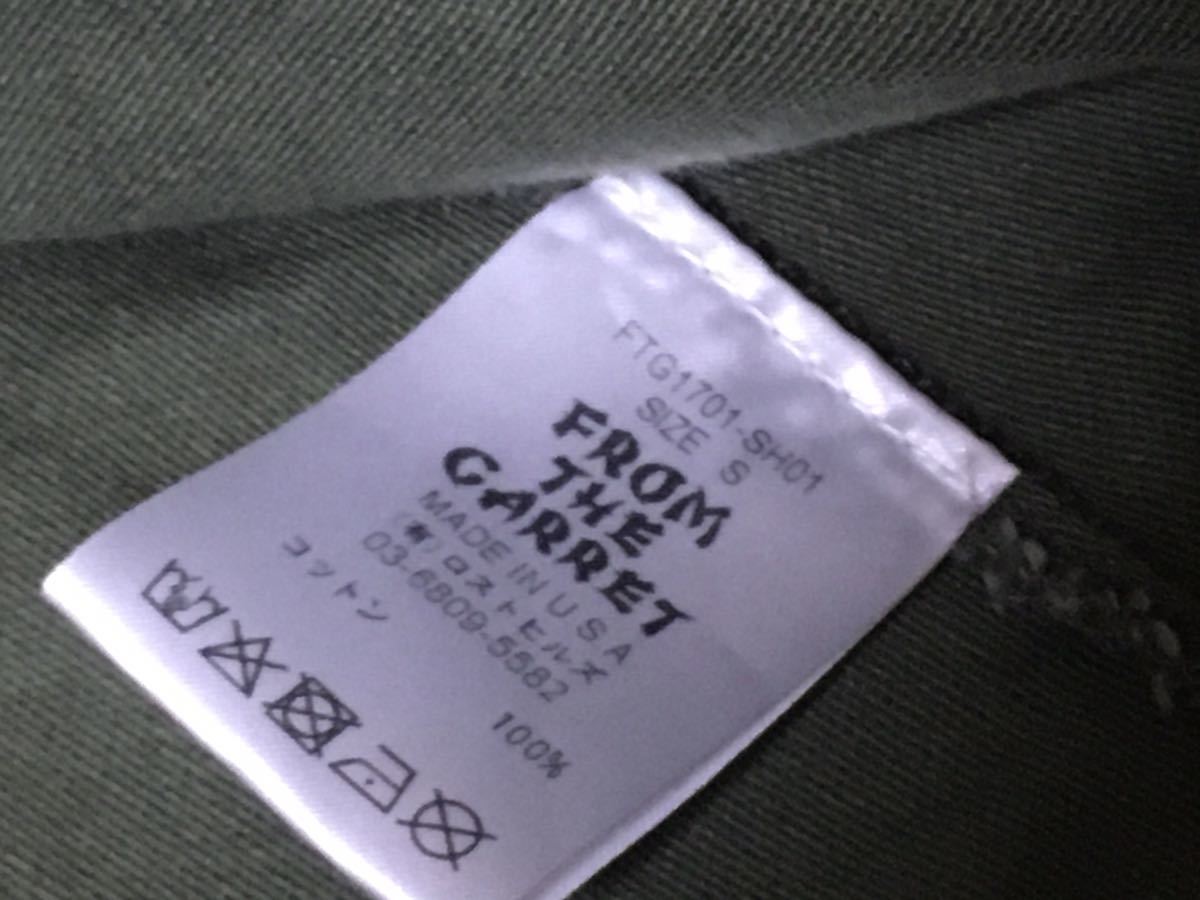 FTG1701-SH01
SIZE S
FROM
THE
GARRET
MADE IN U S A
(有)ロストヒルズ
03-6809-5582
コットン 100%